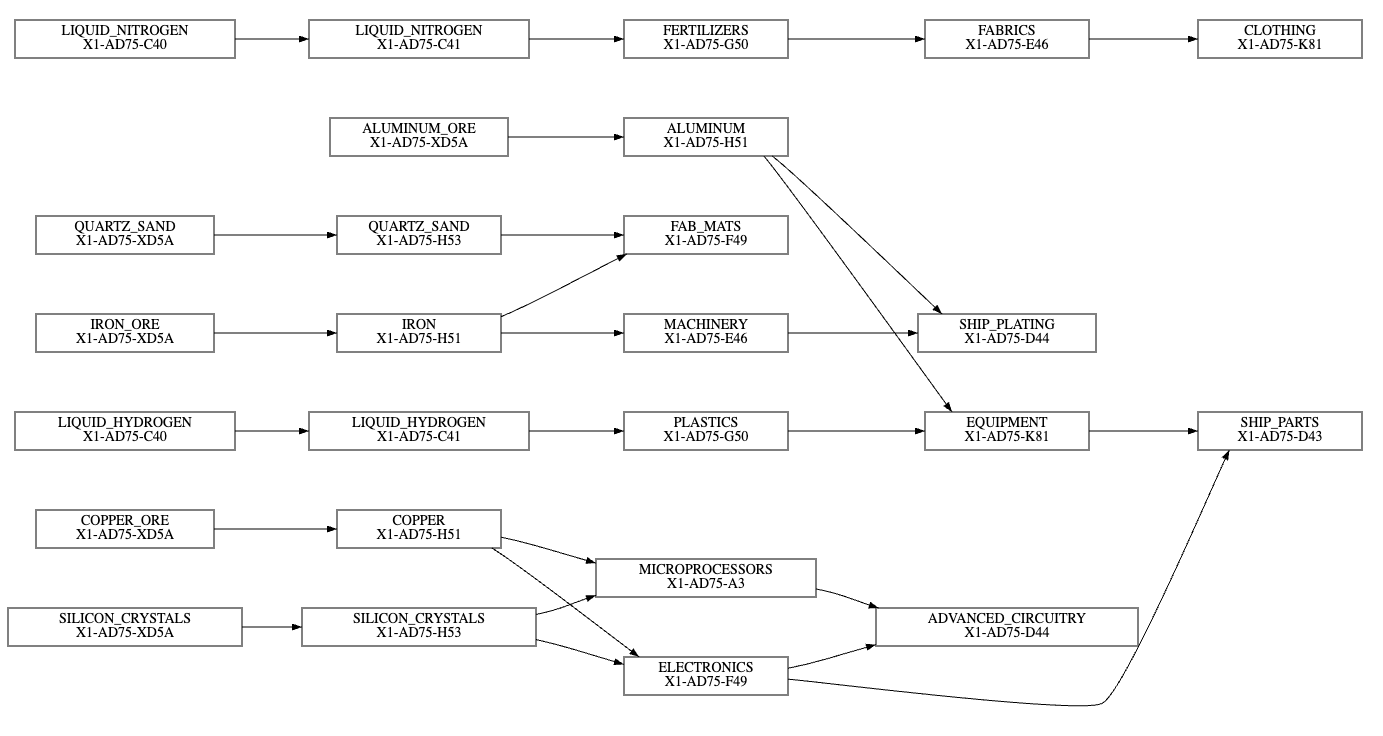 LIQUID_NITROGEN
X1-AD75-C40
LIQUID_NITROGEN
X1-AD75-C41
FERTILIZERS
X1-AD75-G50
FABRICS
X1-AD75-E46
CLOTHING
X1-AD75-K81
ALUMINUM_ORE
X1-AD75-XD5A
ALUMINUM
X1-AD75-H51
QUARTZ_SAND
X1-AD75-XD5A
QUARTZ_SAND
X1-AD75-H53
FAB_MATS
X1-AD75-F49
IRON_ORE
X1-AD75-XD5A
IRON
X1-AD75-H51
MACHINERY
X1-AD75-E46
SHIP_PLATING
X1-AD75-D44
LIQUID_HYDROGEN
X1-AD75-C40
LIQUID_HYDROGEN
X1-AD75-C41
PLASTICS
X1-AD75-G50
EQUIPMENT
X1-AD75-K81
SHIP_PARTS
X1-AD75-D43
COPPER_ORE
X1-AD75-XD5A
COPPER
X1-AD75-H51
MICROPROCESSORS
X1-AD75-A3
SILICON_CRYSTALS
X1-AD75-XD5A
SILICON_CRYSTALS
X1-AD75-H53
ADVANCED_CIRCUITRY
X1-AD75-D44
ELECTRONICS
X1-AD75-F49